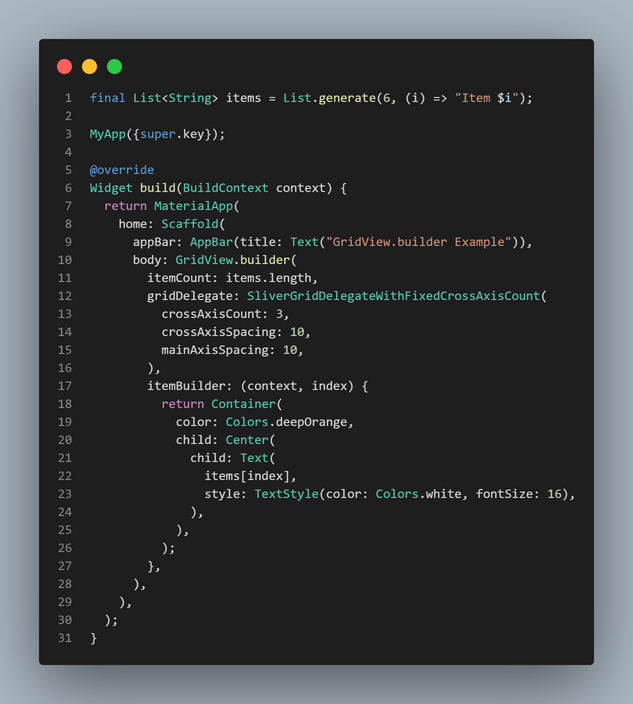 1 final List<String> items = List.generate(6, (i) => "Item $i");
2
3 MyApp({super.key});
4
5 @override
6 Widget build(BuildContext context) {
7   return MaterialApp(
8     home: Scaffold(
9       appBar: AppBar(title: Text("GridView.builder Example")),
10       body: GridView.builder(
11         itemCount: items.length,
12         gridDelegate: SliverGridDelegateWithFixedCrossAxisCount(
13           crossAxisCount: 3,
14           crossAxisSpacing: 10,
15           mainAxisSpacing: 10,
16         ),
17         itemBuilder: (context, index) {
18           return Container(
19             color: Colors.deepOrange,
20             child: Center(
21               child: Text(
22                 items[index],
23                 style: TextStyle(color: Colors.white, fontSize: 16),
24               ),
25             ),
26           );
27         },
28       ),
29     ),
30   );
31 }